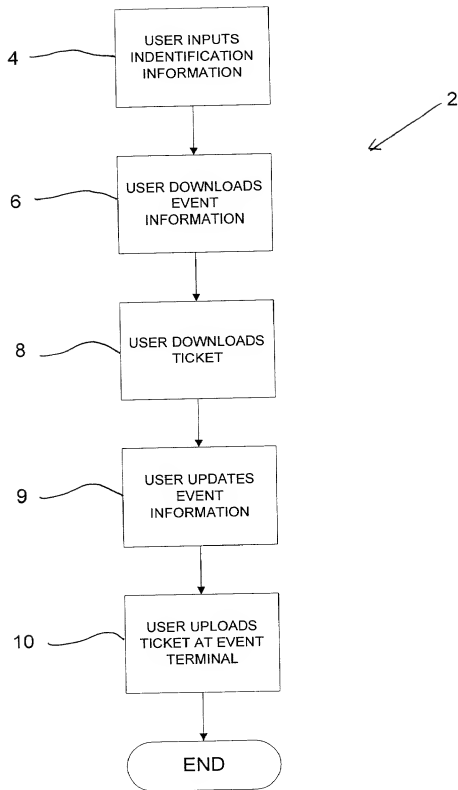 4
USER INPUTS
INDENTIFICATION
INFORMATION
2
6
USER DOWNLOADS
EVENT
INFORMATION
8
USER DOWNLOADS
TICKET
9
USER UPDATES
EVENT
INFORMATION
10
USER UPLOADS
TICKET AT EVENT
TERMINAL
END